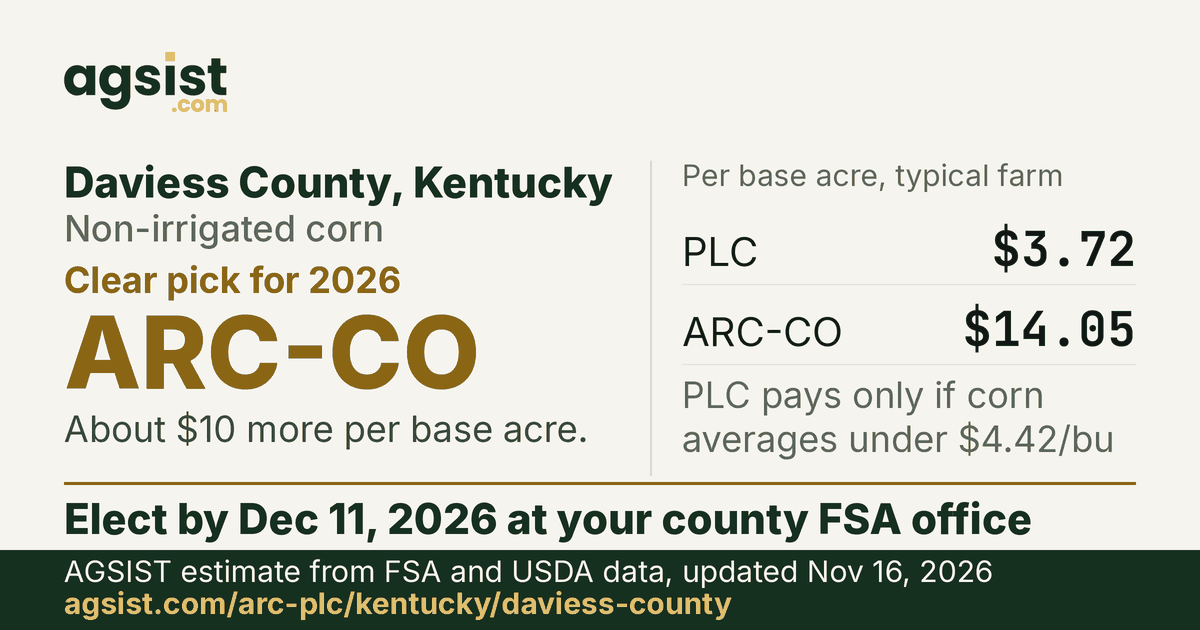 agsist
.com
Daviess County, Kentucky
Non-irrigated corn
Clear pick for 2026
ARC-CO
About $10 more per base acre.
Per base acre, typical farm
PLC $3.72
ARC-CO $14.05
PLC pays only if corn
averages under $4.42/bu
Elect by Dec 11, 2026 at your county FSA office
AGSIST estimate from FSA and USDA data, updated Nov 16, 2026
agsist.com/arc-plc/kentucky/daviess-county